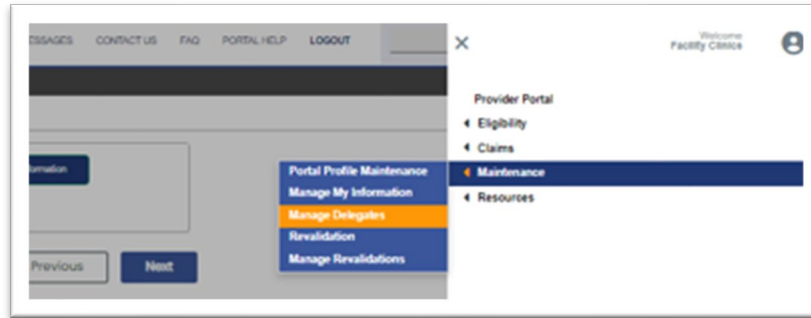 ESSAGES CONTACT US FAQ PORTAL HELP LOGOUT
Welcome
Facility Clinics
Provider Portal
Eligibility
Claims
Maintenance
Resources
Portal Profile Maintenance
Manage My Information
Manage Delegates
Revalidation
Manage Revalidations
ormation
Previous
Next